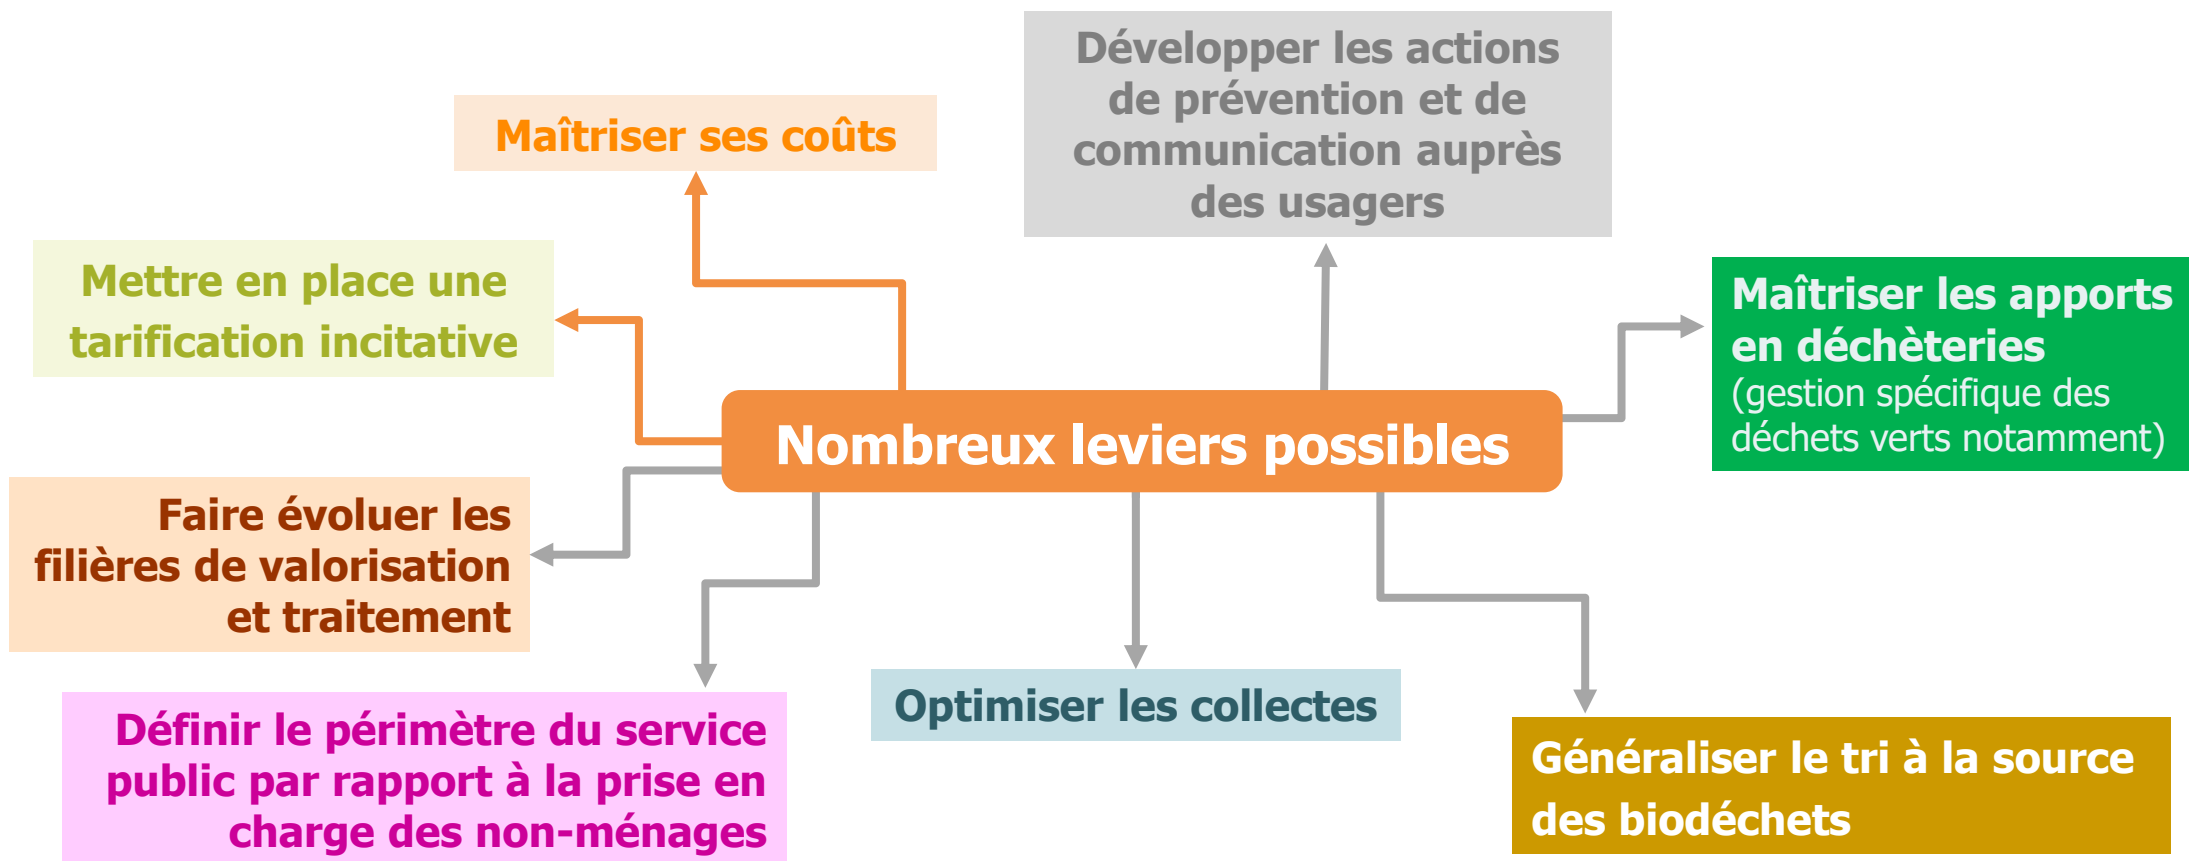 Développer les actions
de prévention et de
communication auprès
des usagers
Maîtriser ses coûts
Mettre en place une
tarification incitative
Maîtriser les apports
en déchèteries
(gestion spécifique des
déchets verts notamment)
Nombreux leviers possibles
Faire évoluer les
filières de valorisation
et traitement
Optimiser les collectes
Définir le périmètre du service
public par rapport à la prise en
charge des non-ménages
Généraliser le tri à la source
des biodéchets